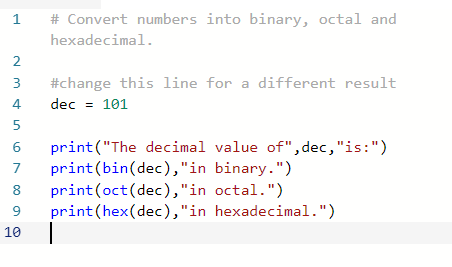 1 # Convert numbers into binary, octal and
hexadecimal.
2
3 #change this line for a different result
4 dec = 101
5
6 print("The decimal value of",dec,"is:")
7 print(bin(dec),"in binary.")
8 print(oct(dec),"in octal.")
9 print(hex(dec),"in hexadecimal.")
10